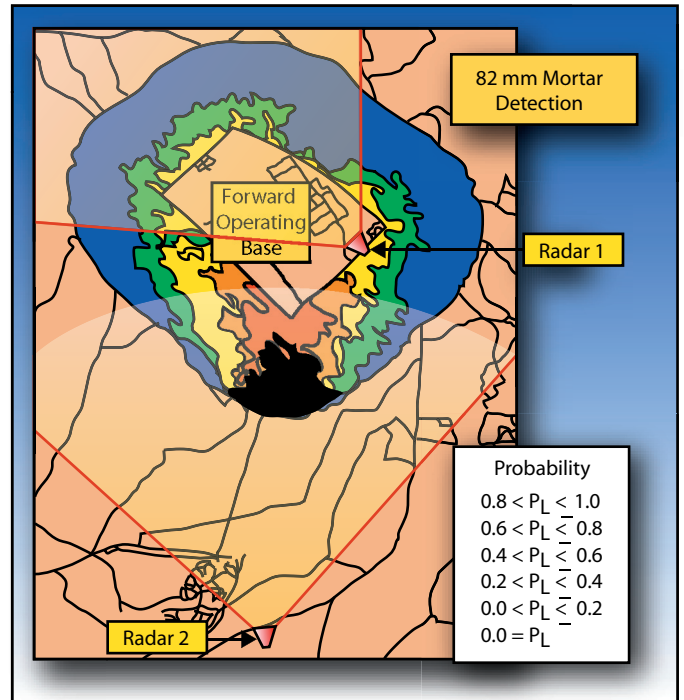 82 mm Mortar
Detection
Forward
Operating
Base
Radar 1
Probability
0.8 < PL < 1.0
0.6 < PL ≤ 0.8
0.4 < PL ≤ 0.6
0.2 < PL ≤ 0.4
0.0 < PL ≤ 0.2
0.0 = PL
Radar 2